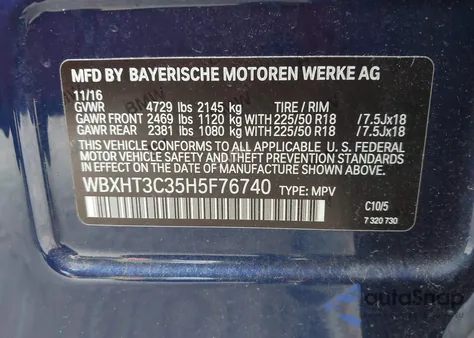 MFD BY BAYERISCHE MOTOREN WERKE AG
11/16
GVWR 4729 lbs 2145 kg TIRE / RIM
GAWR FRONT 2469 lbs 1120 kg WITH 225/50 R18 /7.5Jx18
GAWR REAR 2381 lbs 1080 kg WITH 225/50 R18 /7.5Jx18
THIS VEHICLE CONFORMS TO ALL APPLICABLE U. S. FEDERAL
MOTOR VEHICLE SAFETY, BUMPER, AND THEFT PREVENTION STANDARDS
IN EFFECT ON THE DATE OF MANUFACTURE SHOWN ABOVE.
WBXHT3C35H5F76740 TYPE: MPV
C10/5
7 320 730
autoSnap